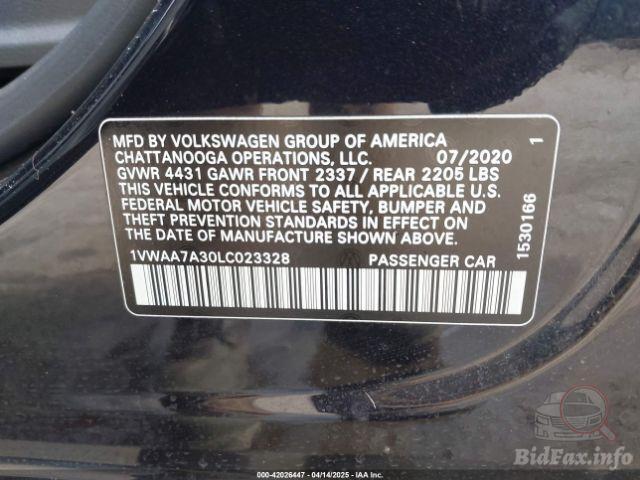 MFD BY VOLKSWAGEN GROUP OF AMERICA
CHATTANOOGA OPERATIONS, LLC. 07/2020
GVWR 4431 GAWR FRONT 2337 / REAR 2205 LBS
THIS VEHICLE CONFORMS TO ALL APPLICABLE U.S.
FEDERAL MOTOR VEHICLE SAFETY, BUMPER AND
THEFT PREVENTION STANDARDS IN EFFECT ON
THE DATE OF MANUFACTURE SHOWN ABOVE.
1VWAA7A30LC023328 PASSENGER CAR
1530166 1
BidFax.info
000-42026447 - 04/14/2025 - IAA Inc.